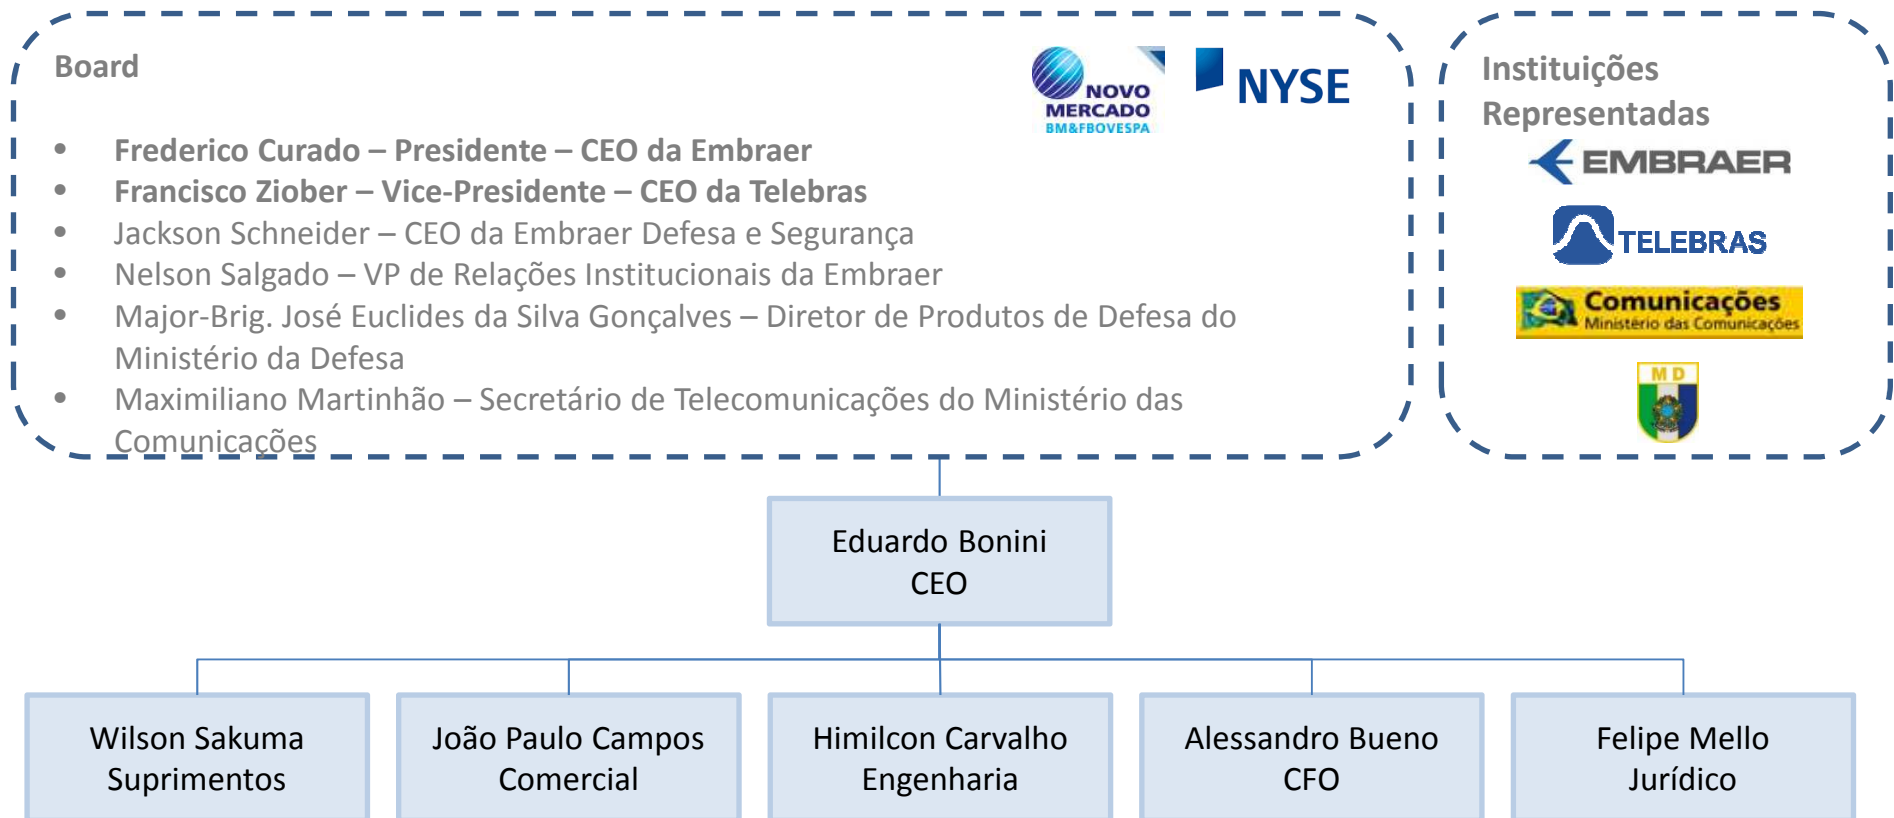 Board
NOVO
MERCADO
BM&FBOVESPA
NYSE
• Frederico Curado – Presidente – CEO da Embraer
• Francisco Ziober – Vice-Presidente – CEO da Telebras
• Jackson Schneider – CEO da Embraer Defesa e Segurança
• Nelson Salgado – VP de Relações Institucionais da Embraer
• Major-Brig. José Euclides da Silva Gonçalves – Diretor de Produtos de Defesa do
Ministério da Defesa
• Maximiliano Martinhão – Secretário de Telecomunicações do Ministério das
Comunicações
Instituições
Representadas
EMBRAER
TELEBRAS
Comunicações
Ministério das Comunicações
MD
Eduardo Bonini
CEO
Wilson Sakuma
Suprimentos
João Paulo Campos
Comercial
Himilcon Carvalho
Engenharia
Alessandro Bueno
CFO
Felipe Mello
Jurídico